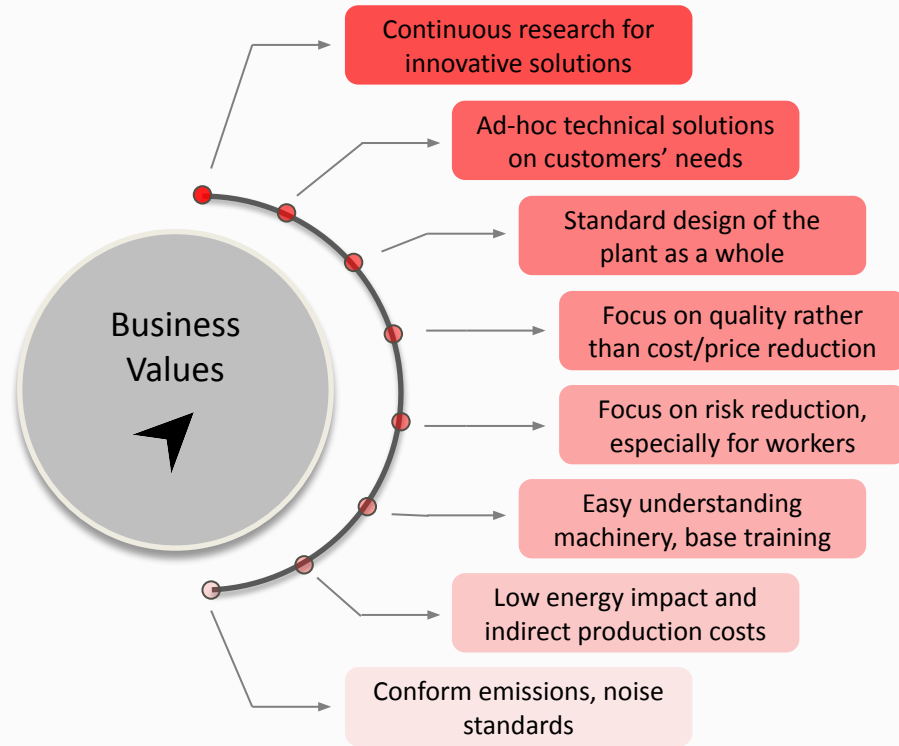 Continuous research for
innovative solutions
Ad-hoc technical solutions
on customers’ needs
Standard design of the
plant as a whole
Business
Values
Focus on quality rather
than cost/price reduction
Focus on risk reduction,
especially for workers
Easy understanding
machinery, base training
Low energy impact and
indirect production costs
Conform emissions, noise
standards